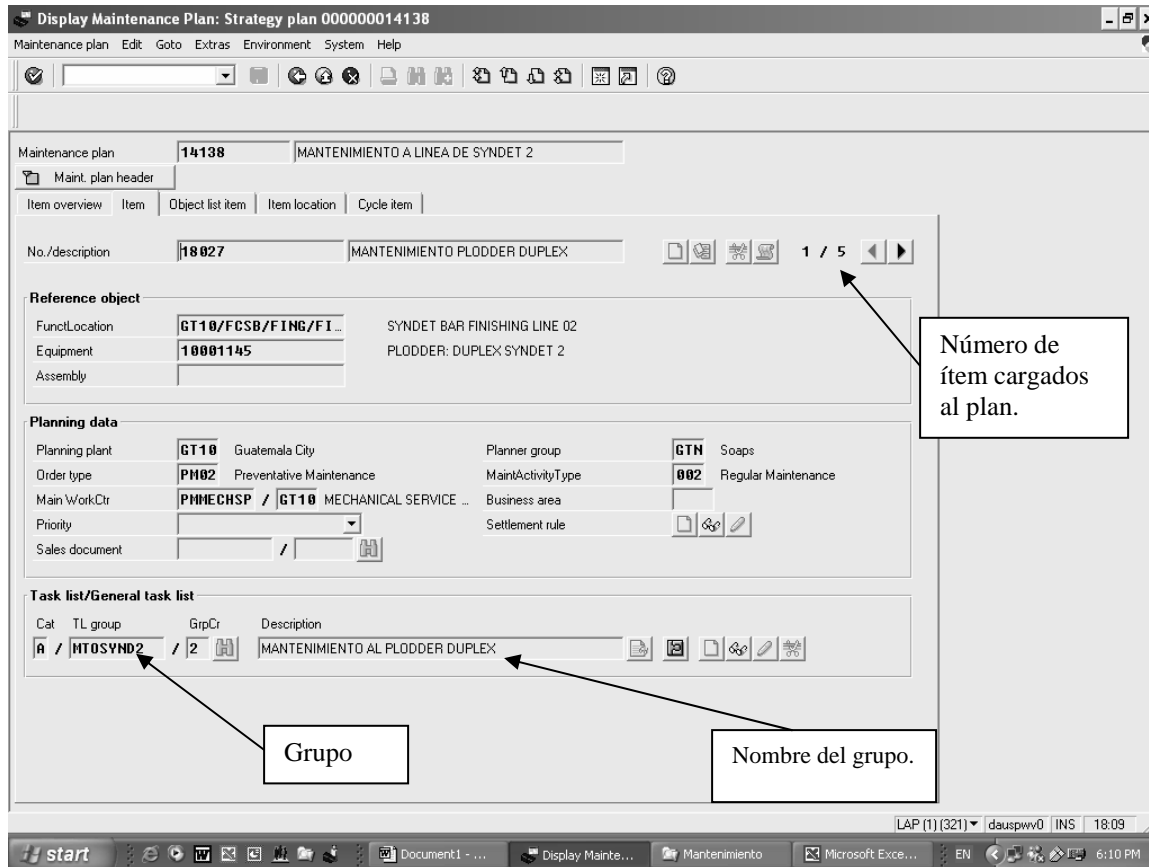 Display Maintenance Plan: Strategy plan 000000014138
Maintenance plan Edit Goto Extras Environment System Help
Maintenance plan 14138 MANTENIMIENTO A LINEA DE SYNDET 2
Maint. plan header
Item overview Item Object list item Item location Cycle item
No./description 18027 MANTENIMIENTO PLODDER DUPLEX 1 / 5
Reference object
FunctLocation GT10/FCSB/FING/FI… SYNDET BAR FINISHING LINE 02
Equipment 10001145 PLODDER: DUPLEX SYNDET 2
Assembly
Número de
ítem cargados
al plan.
Planning data
Planning plant GT10 Guatemala City Planner group GTN Soaps
Order type PM02 Preventative Maintenance MaintActivityType 002 Regular Maintenance
Main WorkCtr PMMECHSP / GT10 MECHANICAL SERVICE … Business area
Priority Settlement rule
Sales document /
Task list/General task list
Cat TL group GrpCr Description
A / MTOSYND2 / 2 MANTENIMIENTO AL PLODDER DUPLEX
Grupo
Nombre del grupo.
LAP (1) (321) dauspwv0 INS 18:09
start Document1 - ... Display Mainte... Mantenimiento Microsoft Exce... EN 6:10 PM